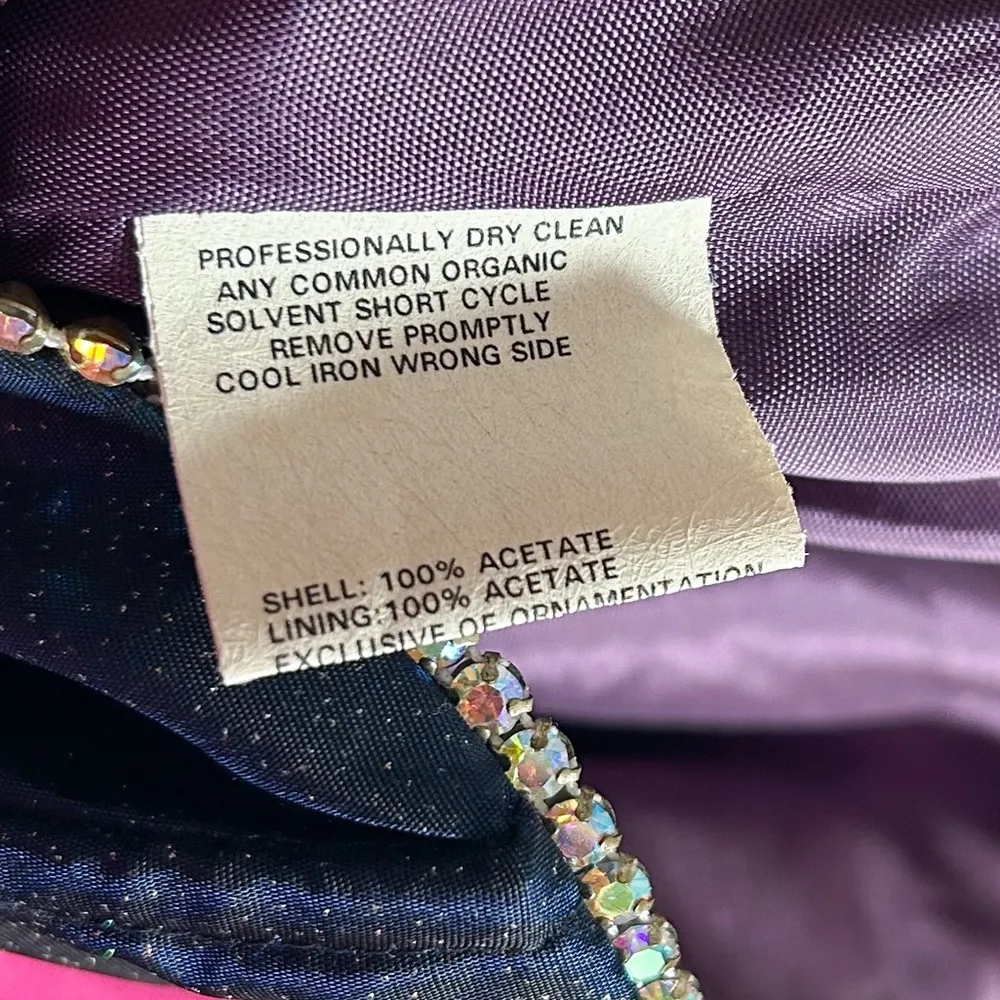 PROFESSIONALLY DRY CLEAN
ANY COMMON ORGANIC
SOLVENT SHORT CYCLE
REMOVE PROMPTLY
COOL IRON WRONG SIDE
SHELL: 100% ACETATE
LINING:100% ACETATE
EXCLUSIVE OF ORNAMENTATION